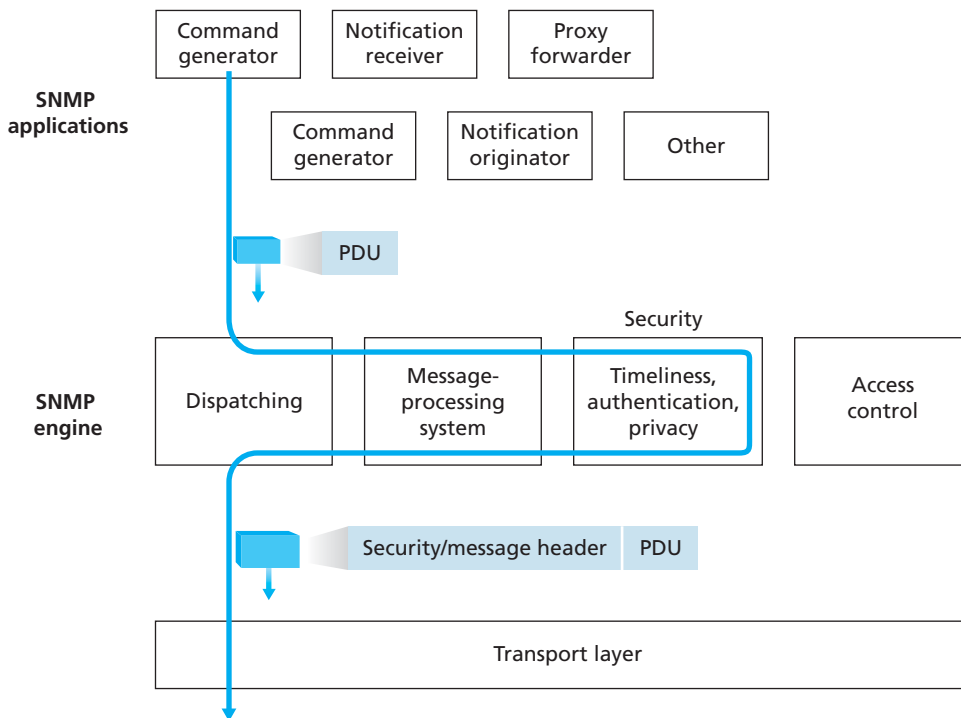 Command
generator
Notification
receiver
Proxy
forwarder
SNMP
applications
Command
generator
Notification
originator
Other
PDU
Security
SNMP
engine
Dispatching
Message-
processing
system
Timeliness,
authentication,
privacy
Access
control
Security/message header
PDU
Transport layer